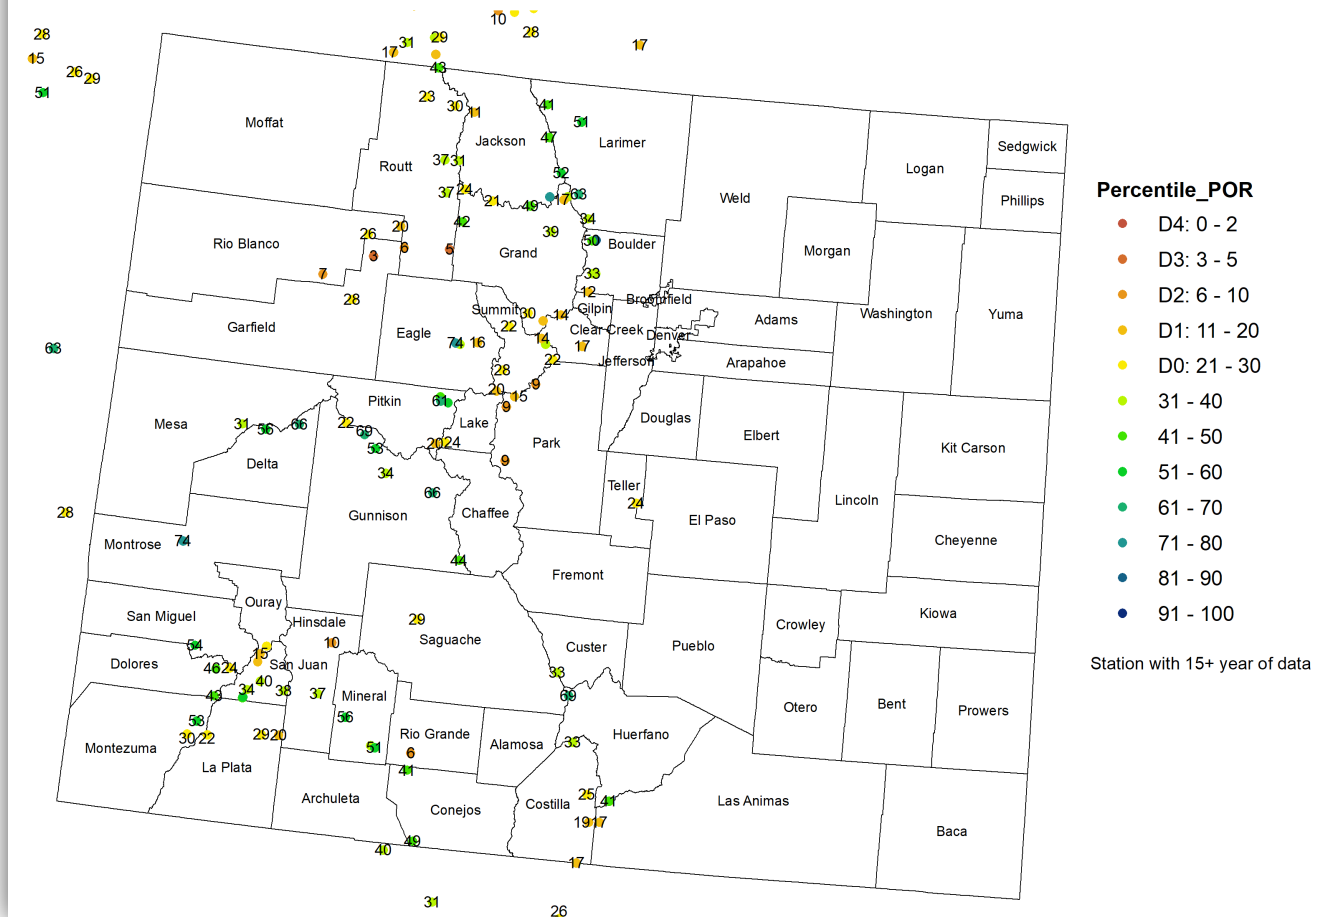 10
28
29
31
28
17
17
15
26
29
43
51
23
30
11
41
51
Sedgwick
Moffat
47
Jackson
Larimer
Logan
37
31
Routt
52
Percentile_POR
37
24
21
49
17
63
Weld
Phillips
34
D4: 0 - 2
20
42
26
39
50
Boulder
Rio Blanco
6
3
5
Grand
Morgan
D3: 3 - 5
7
33
28
12
Broomfield
D2: 6 - 10
Summit
30
14
Gilpin
Adams
Washington
Yuma
Garfield
Eagle
22
Clear Creek
D1: 11 - 20
63
74
16
14
17
Denver
22
Jefferson
Arapahoe
28
D0: 21 - 30
20
9
15
9
Pitkin
61
31 - 40
Mesa
31
56
66
22
69
Lake
Douglas
Elbert
53
20
24
Park
Kit Carson
41 - 50
Delta
34
9
51 - 60
66
Teller
24
Lincoln
28
Gunnison
Chaffee
El Paso
61 - 70
Montrose
74
Cheyenne
71 - 80
44
Fremont
81 - 90
Ouray
San Miguel
Hinsdale
29
Crowley
Kiowa
91 - 100
54
10
Saguache
Custer
Pueblo
15
Dolores
46
24
San Juan
Station with 15+ year of data
33
40
43
34
38
37
Mineral
69
Otero
Bent
Prowers
56
53
30
22
29
20
51
Rio Grande
6
Alamosa
33
Huerfano
Montezuma
La Plata
41
Archuleta
Conejos
Costilla
25
41
Las Animas
19
17
Baca
40
49
17
31
26